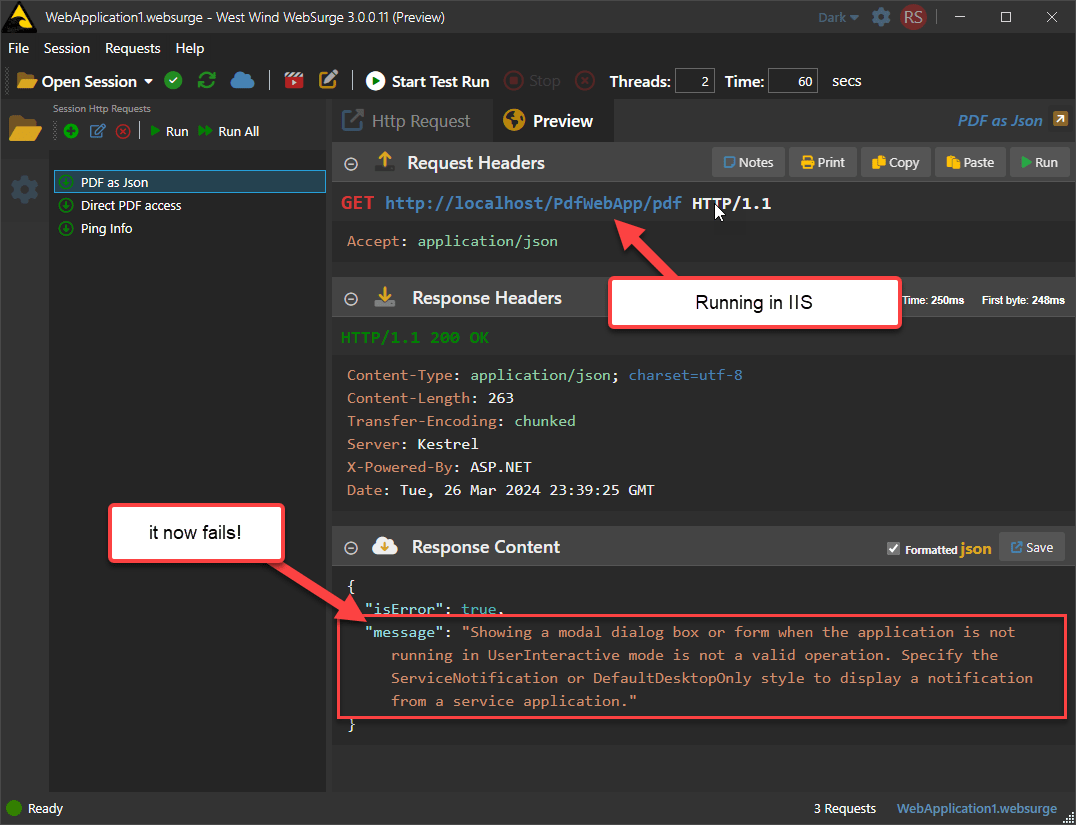 WebApplication1.websurge - West Wind WebSurge 3.0.0.11 (Preview)
Dark
RS
File Session Requests Help
Open Session
Start Test Run
Stop
Threads: 2 Time: 60 secs
Session Http Requests
Run Run All
PDF as Json
Direct PDF access
Ping Info
Http Request
Preview
PDF as Json
Request Headers
Notes Print Copy Paste Run
GET http://localhost/PdfWebApp/pdf HTTP/1.1
Accept: application/json
Running in IIS
Response Headers
Time: 250ms First byte: 248ms
HTTP/1.1 200 OK
Content-Type: application/json; charset=utf-8
Content-Length: 263
Transfer-Encoding: chunked
Server: Kestrel
X-Powered-By: ASP.NET
Date: Tue, 26 Mar 2024 23:39:25 GMT
it now fails!
Response Content
Formatted json Save
{
"isError": true,
"message": "Showing a modal dialog box or form when the application is not
running in UserInteractive mode is not a valid operation. Specify the
ServiceNotification or DefaultDesktopOnly style to display a notification
from a service application."
}
Ready
3 Requests WebApplication1.websurge